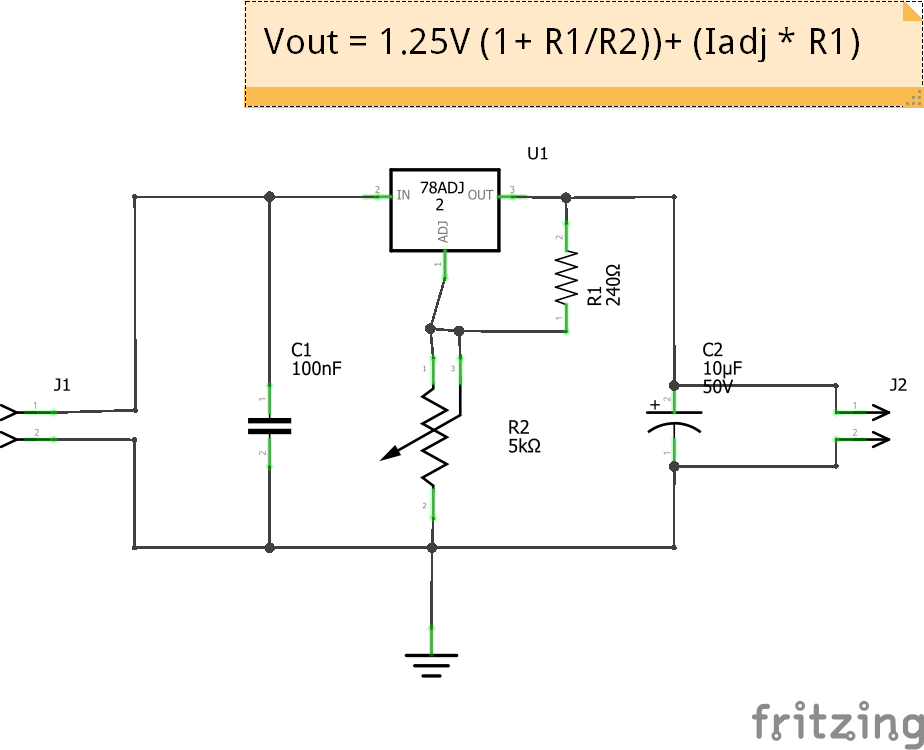 Vout = 1.25V (1+ R1/R2))+ (Iadj * R1)
U1
2
IN
78ADJ
2
OUT
3
ADJ
1
2
R1
240Ω
1
C1
100nF
1
2
J1
1
2
1
3
R2
5kΩ
2
C2
10µF
50V
+
2
1
J2
1
2
fritzing